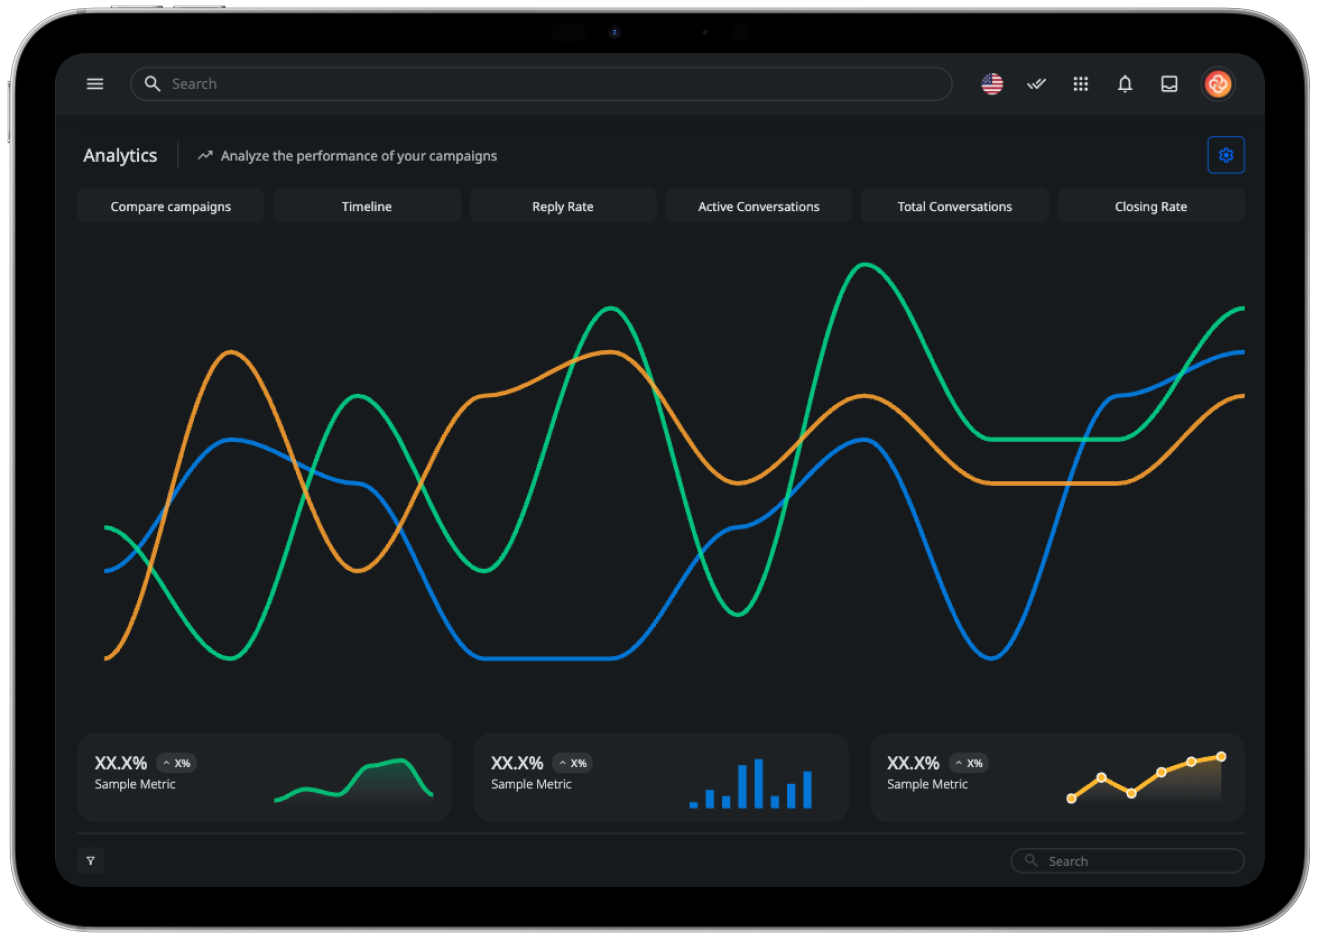 Search
Analytics
Analyze the performance of your campaigns
Compare campaigns
Timeline
Reply Rate
Active Conversations
Total Conversations
Closing Rate
XX.X%
X%
Sample Metric
XX.X%
X%
Sample Metric
XX.X%
X%
Sample Metric
Search